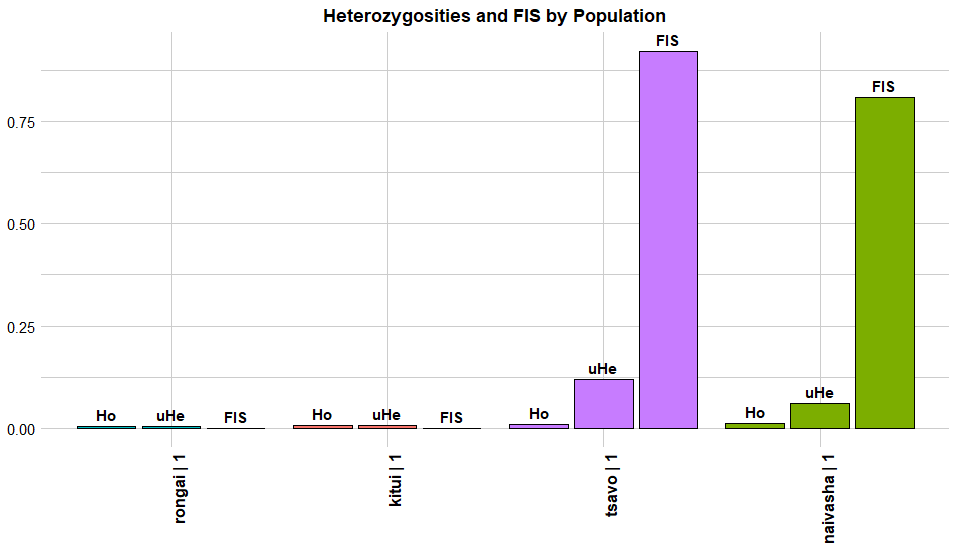 Heterozygosities and FIS by Population
0.75
0.50
0.25
0.00
Ho uHe FIS
Ho uHe FIS
Ho uHe FIS
Ho uHe FIS
rongai | 1
kitui | 1
tsavo | 1
naivasha | 1